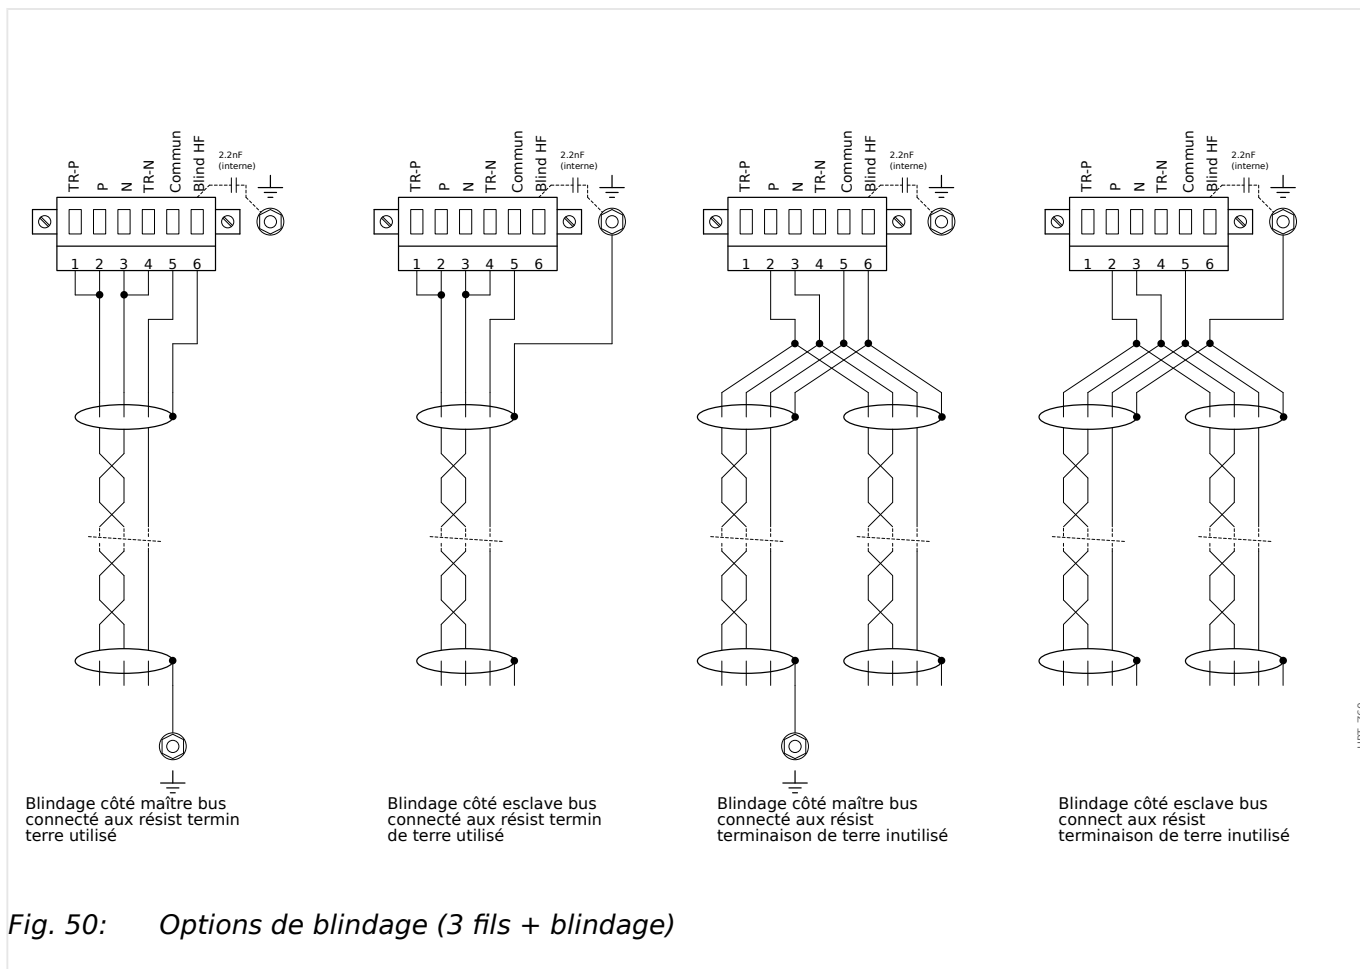 TR-P
P
N
TR-N
Commun
Blind HF
2.2nF
(interne)
1 2 3 4 5 6
TR-P
P
N
TR-N
Commun
Blind HF
2.2nF
(interne)
1 2 3 4 5 6
TR-P
P
N
TR-N
Commun
Blind HF
2.2nF
(interne)
1 2 3 4 5 6
TR-P
P
N
TR-N
Commun
Blind HF
2.2nF
(interne)
1 2 3 4 5 6
Blindage côté maître bus
connecté aux résist termin
terre utilisé
Blindage côté esclave bus
connecté aux résist termin
de terre utilisé
Blindage côté maître bus
connecté aux résist
terminaison de terre inutilisé
Blindage côté esclave bus
connect aux résist
terminaison de terre inutilisé
Fig. 50: Options de blindage (3 fils + blindage)